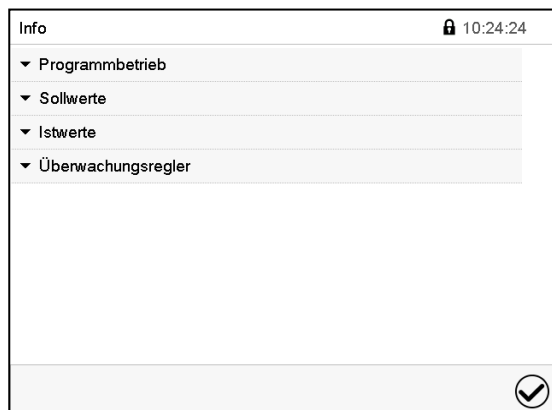 Info 10:24:24
Programmbetrieb
Sollwerte
Istwerte
Überwachungsregler